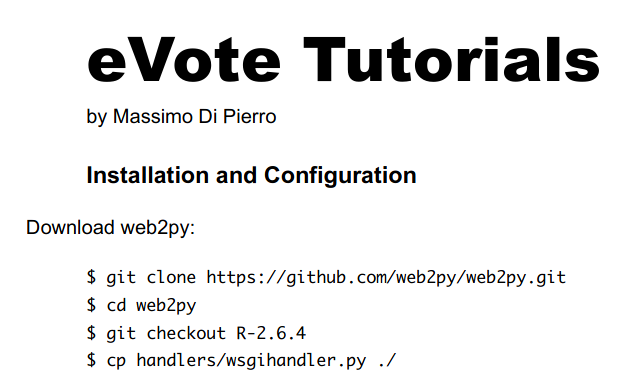 eVote Tutorials
by Massimo Di Pierro
Installation and Configuration
Download web2py:
$ git clone https://github.com/web2py/web2py.git
$ cd web2py
$ git checkout R-2.6.4
$ cp handlers/wsgihandler.py ./